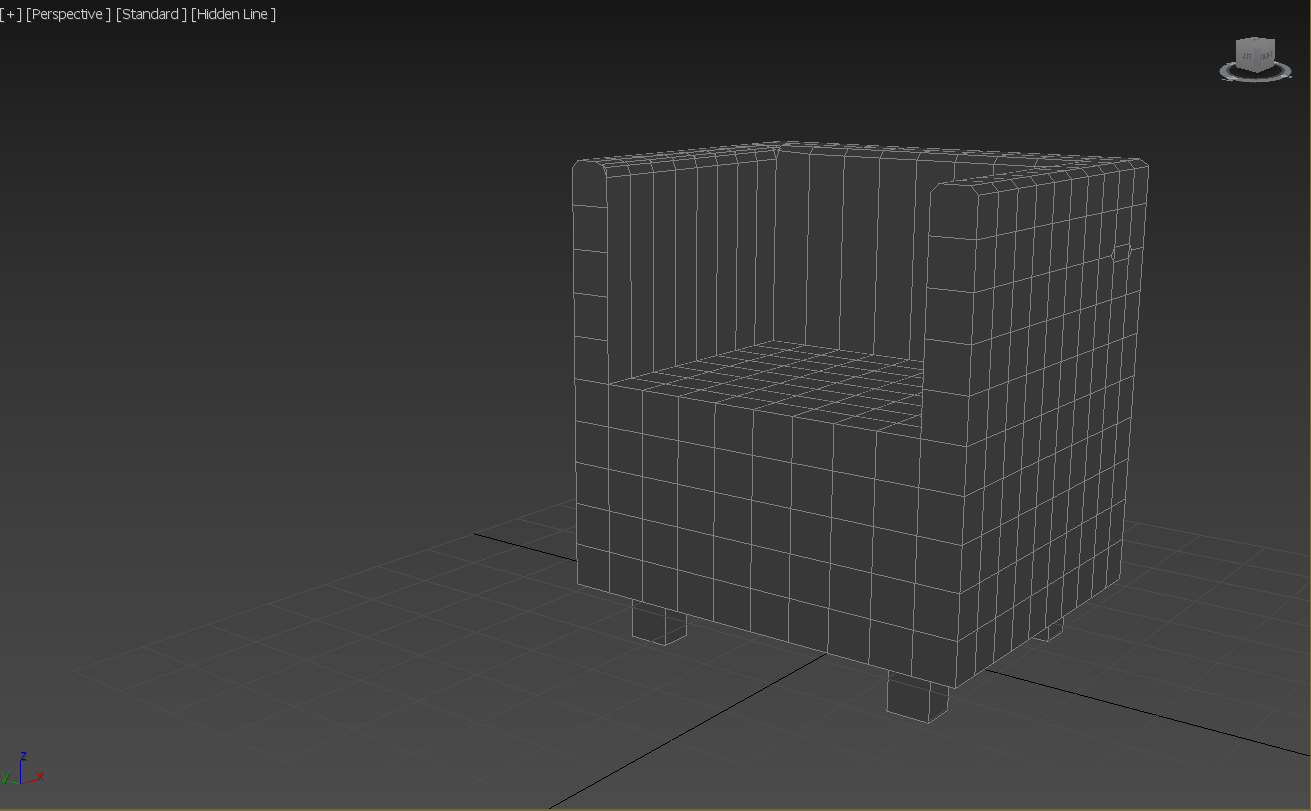 [+] [Perspective ] [Standard ] [Hidden Line ]
z
x